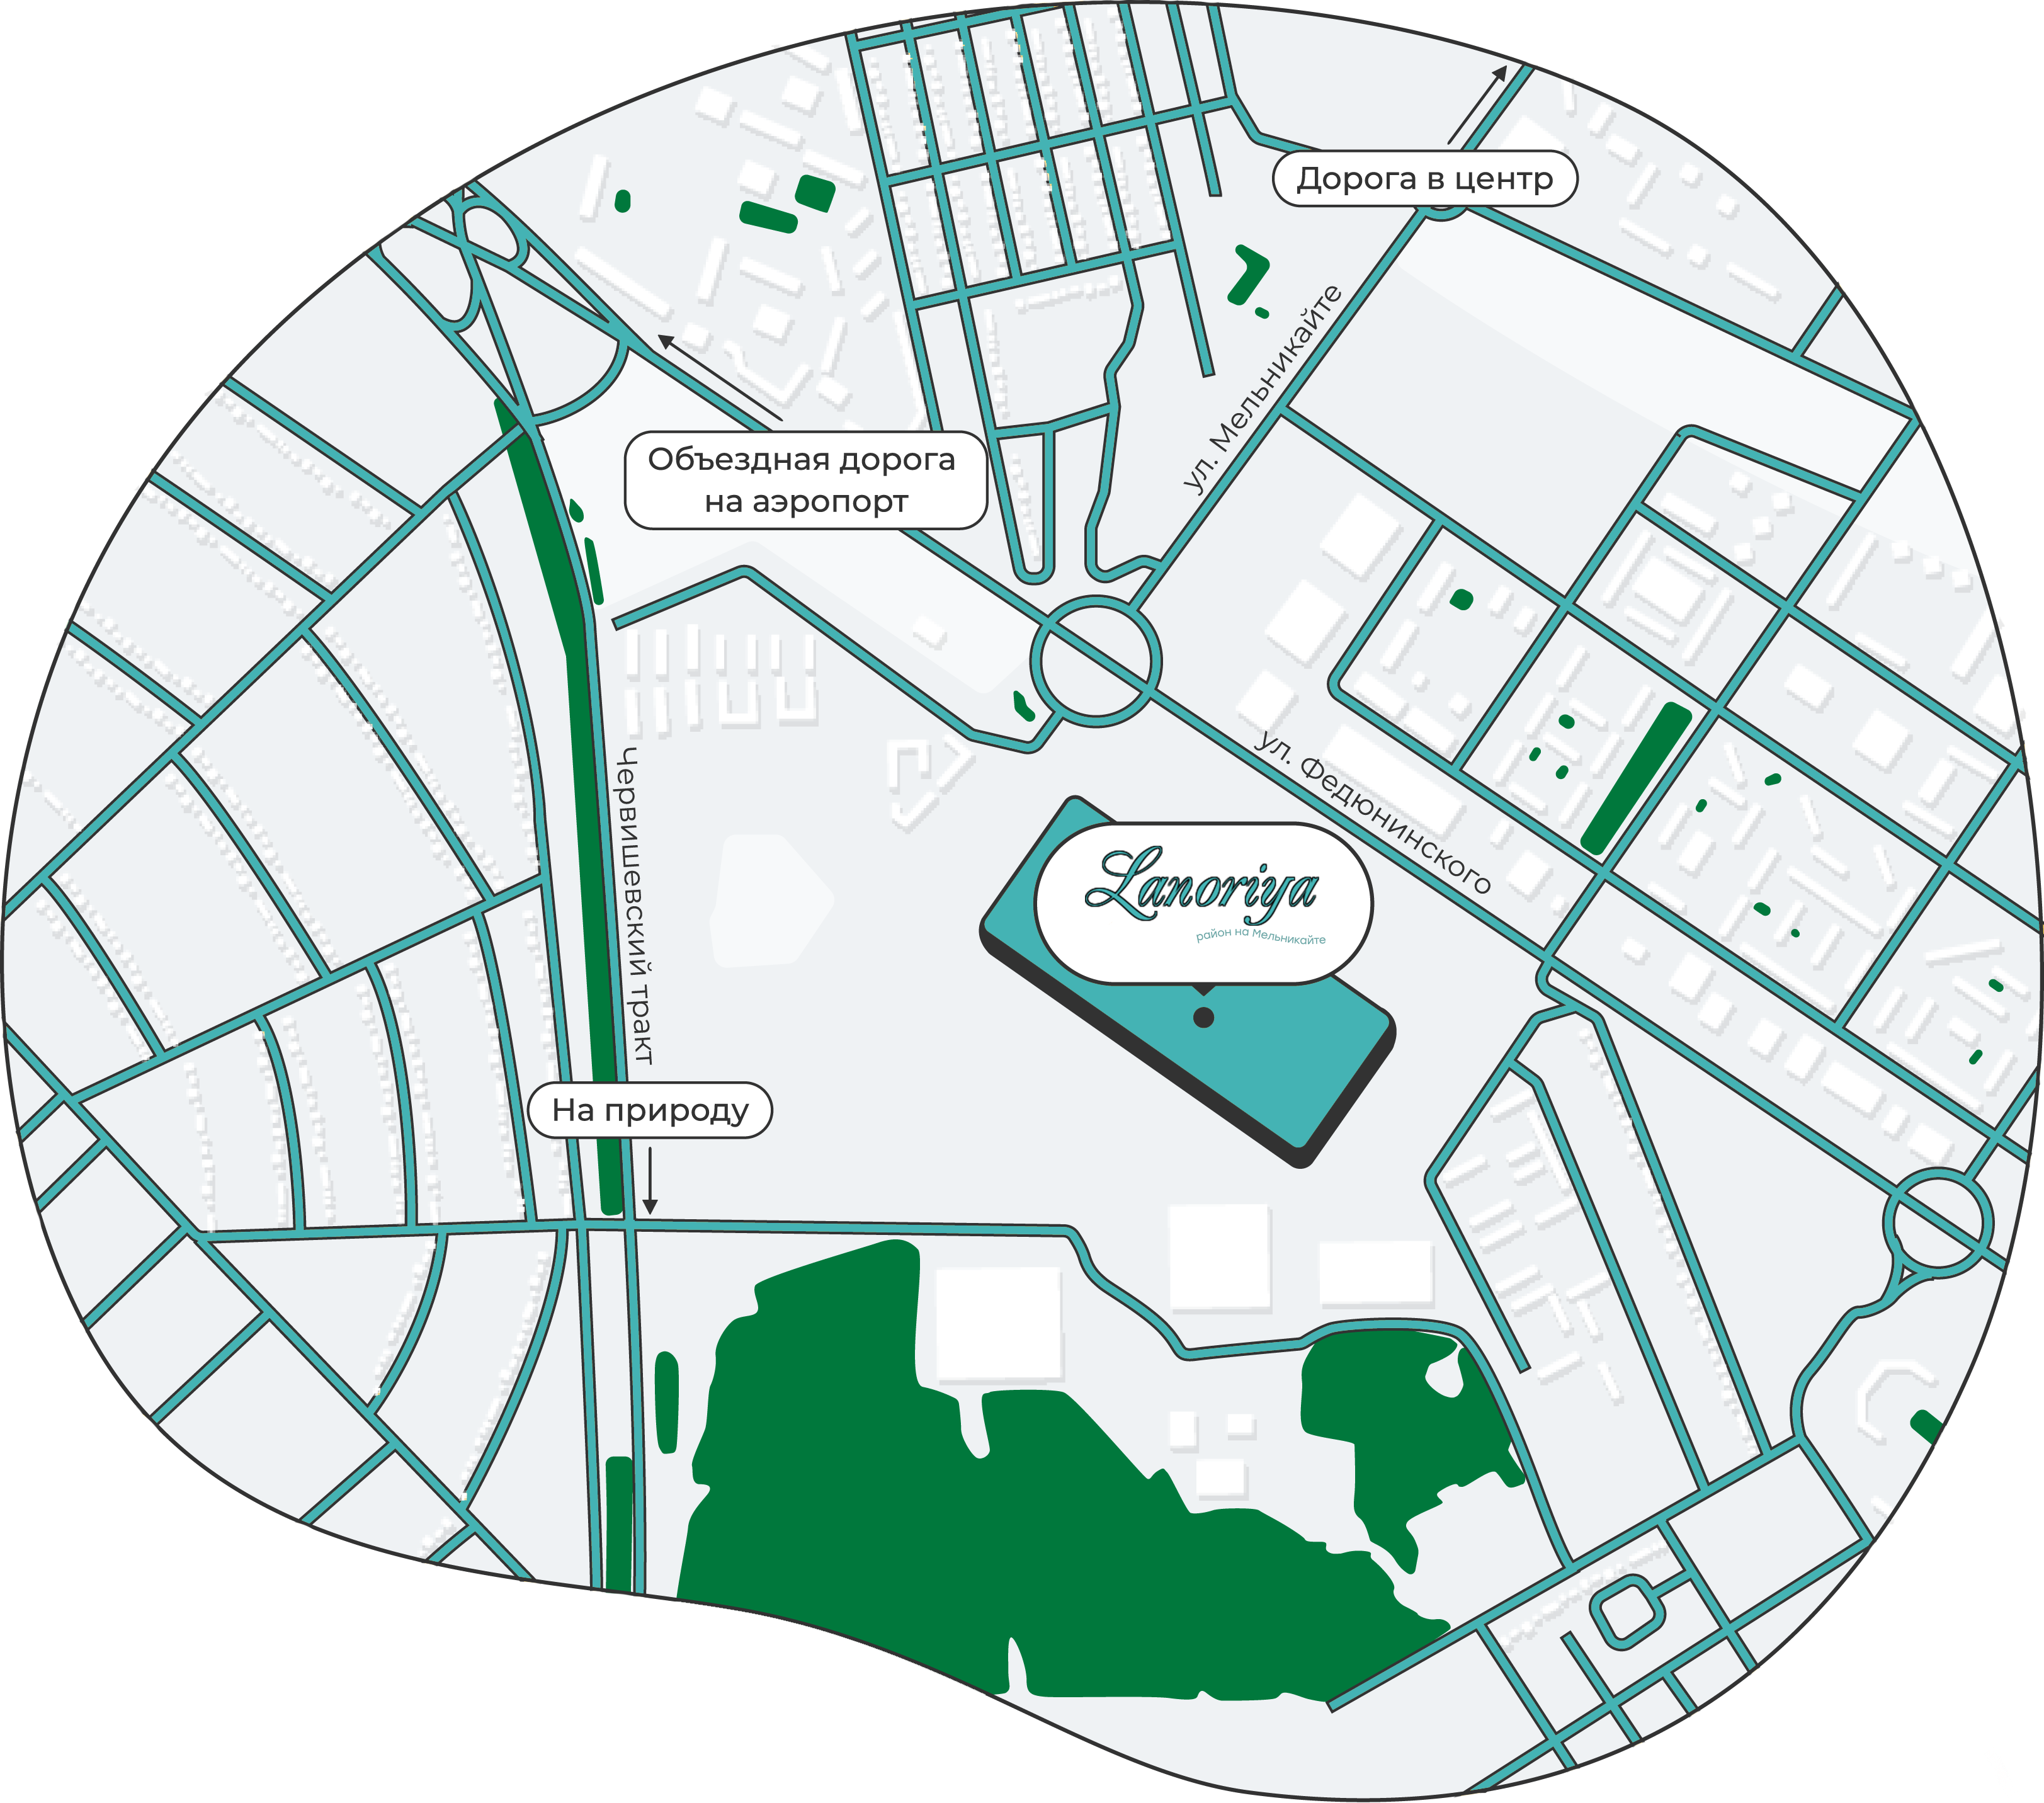 Дорога в центр
ул. Мельникайте
Объездная дорога
на аэропорт
ул. Федюнинского
Червишевский тракт
Lanoriya
район на Мельникайте
На природу